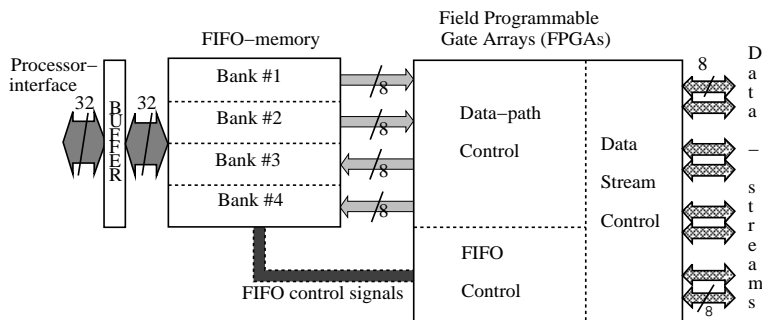 Field Programmable
Gate Arrays (FPGAs)
FIFO−memory
Processor−
interface
32
BUFFER
32
Bank #1
Bank #2
Bank #3
Bank #4
8
8
8
8
Data−path
Control
Data
Stream
Control
FIFO
Control
FIFO control signals
8
8
Data − streams